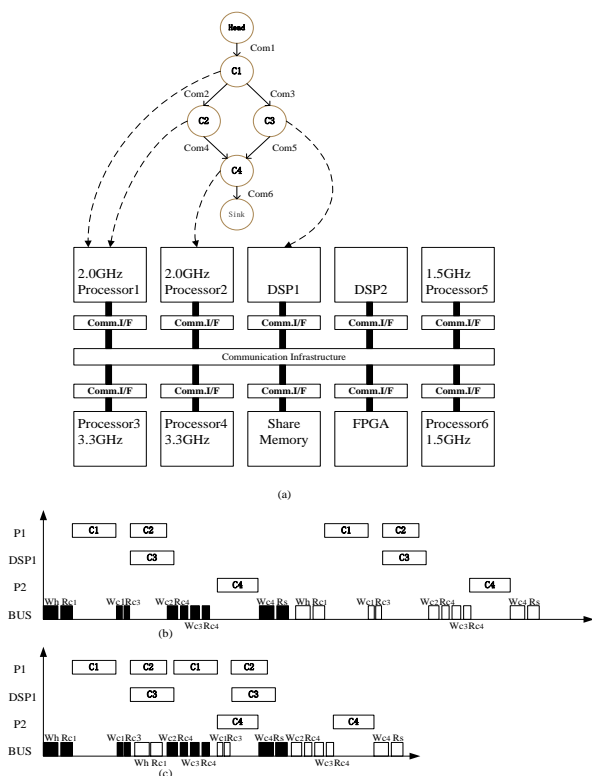 Head
Com1
C1
Com2 Com3
C2 C3
Com4 Com5
C4
Com6
Sink
2.0GHz
Processor1
2.0GHz
Processor2
DSP1
DSP2
1.5GHz
Processor5
Comm.I/F Comm.I/F Comm.I/F Comm.I/F Comm.I/F
Communication Infrastructure
Comm.I/F Comm.I/F Comm.I/F Comm.I/F Comm.I/F
Processor3
3.3GHz
Processor4
3.3GHz
Share
Memory
FPGA
Processor6
1.5GHz
(a)
P1 C1 C2 C1 C2
DSP1 C3 C3
P2 C4 C4
Wh Rc1 Wc1Rc3 Wc2Rc4 Wc4 Rs Wh Rc1 Wc1Rc3 Wc2Rc4 Wc4 Rs
BUS
Wc3Rc4 Wc3Rc4
(b)
P1 C1 C2 C1 C2
DSP1 C3 C3
P2 C4 C4
Wh Rc1 Wc1Rc3 Wc2Rc4 Wc1Rc3 Wc4Rs Wc2Rc4 Wc4 Rs
BUS
Wh Rc1 Wc3Rc4 Wc3Rc4
(c)